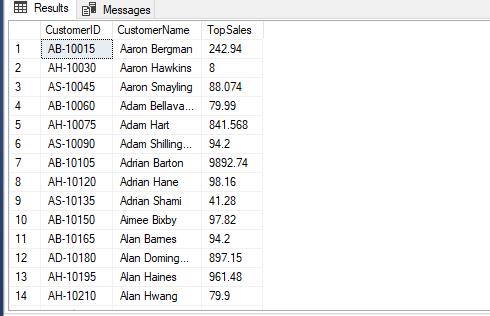 Results Messages
CustomerID CustomerName TopSales
1 AB-10015 Aaron Bergman 242.94
2 AH-10030 Aaron Hawkins 8
3 AS-10045 Aaron Smayling 88.074
4 AB-10060 Adam Bellava... 79.99
5 AH-10075 Adam Hart 841.568
6 AS-10090 Adam Shilling... 94.2
7 AB-10105 Adrian Barton 9892.74
8 AH-10120 Adrian Hane 98.16
9 AS-10135 Adrian Shami 41.28
10 AB-10150 Aimee Bixby 97.82
11 AB-10165 Alan Barnes 94.2
12 AD-10180 Alan Doming... 897.15
13 AH-10195 Alan Haines 961.48
14 AH-10210 Alan Hwang 79.9